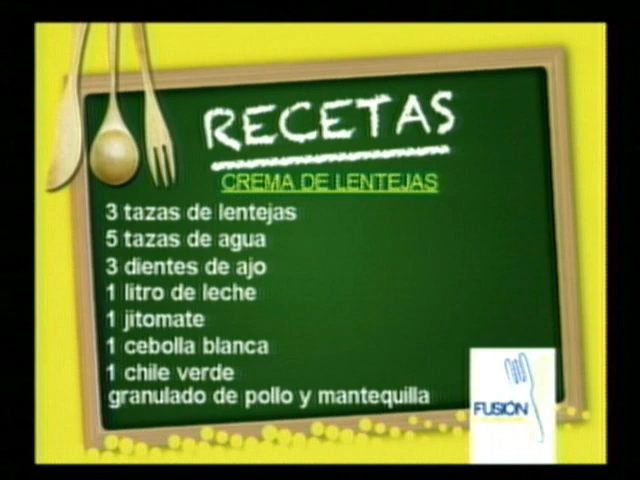 RECETAS
CREMA DE LENTEJAS
3 tazas de lentejas
5 tazas de agua
3 dientes de ajo
1 litro de leche
1 jitomate
1 cebolla blanca
1 chile verde
granulado de pollo y mantequilla
FUSIÓN